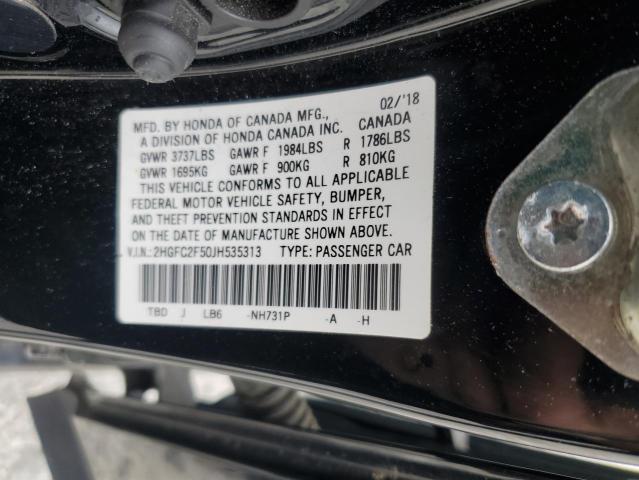 MFD. BY HONDA OF CANADA MFG., 02/'18
A DIVISION OF HONDA CANADA INC. CANADA
GVWR 3737LBS GAWR F 1984LBS R 1786LBS
GVWR 1695KG GAWR F 900KG R 810KG
THIS VEHICLE CONFORMS TO ALL APPLICABLE
FEDERAL MOTOR VEHICLE SAFETY, BUMPER,
AND THEFT PREVENTION STANDARDS IN EFFECT
ON THE DATE OF MANUFACTURE SHOWN ABOVE.
V.I.N.:2HGFC2F50JH535313 TYPE: PASSENGER CAR
TBD J LB6 -NH731P -A -H